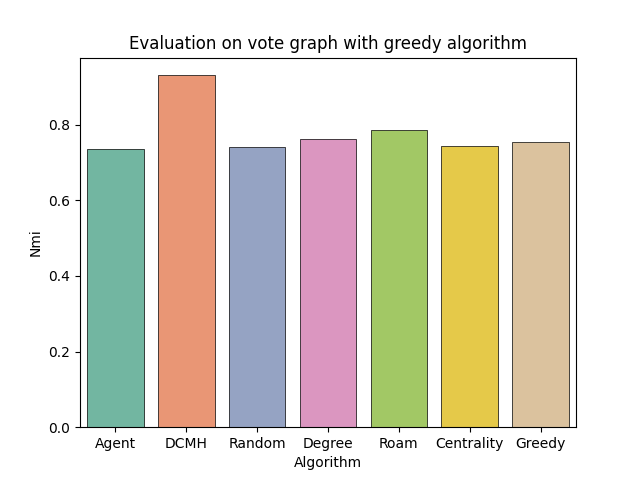 Evaluation on vote graph with greedy algorithm
Nmi
0.8
0.6
0.4
0.2
0.0
Agent DCMH Random Degree Roam Centrality Greedy
Algorithm